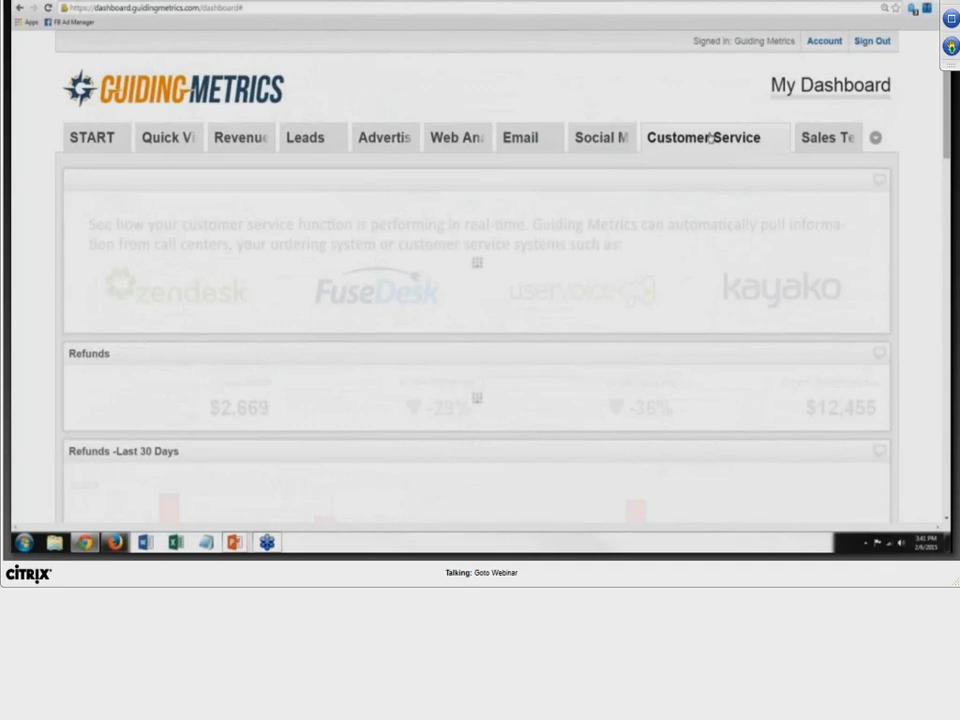 https://dashboard.guidingmetrics.com/dashboard#
Apps FB Ad Manager
Signed in: Guiding Metrics Account Sign Out
GUIDING METRICS
My Dashboard
START Quick Vi Revenue Leads Advertis Web Ana Email Social M Customer Service Sales Te
See how your customer service function is performing in real-time. Guiding Metrics can automatically pull informa-
tion from call centers, your ordering system or customer service systems such as:
zendesk FuseDesk uservoice kayako
Refunds
$2,669 -29% -36% $12,455
Refunds -Last 30 Days
3:41 PM
2/6/2015
CITRIX
Talking: Goto Webinar